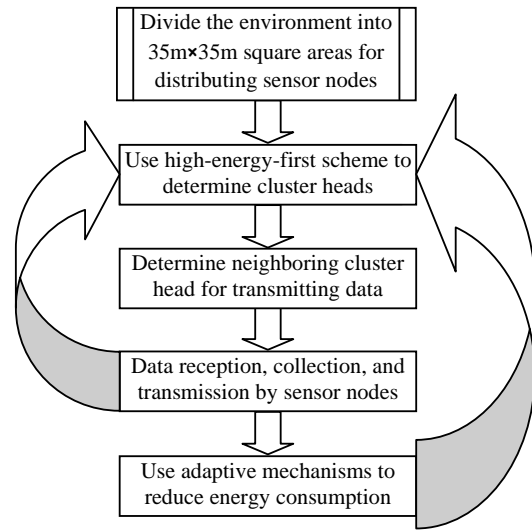 Divide the environment into
35m×35m square areas for
distributing sensor nodes
Use high-energy-first scheme to
determine cluster heads
Determine neighboring cluster
head for transmitting data
Data reception, collection, and
transmission by sensor nodes
Use adaptive mechanisms to
reduce energy consumption